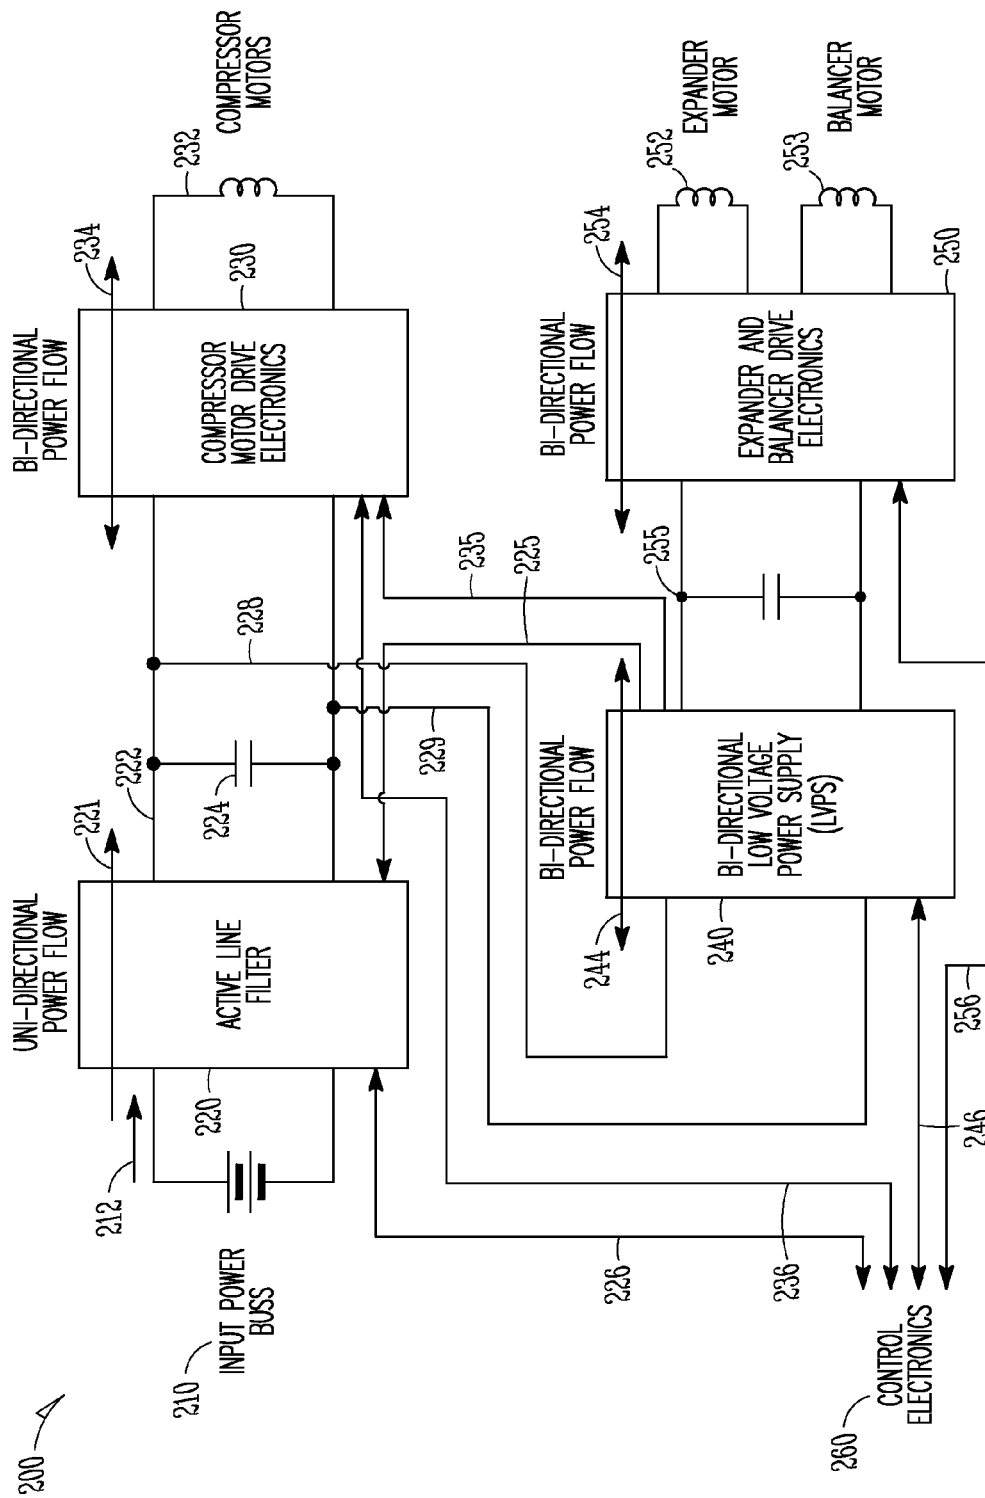 200
210
INPUT POWER
BUSS
212
UNI-DIRECTIONAL
POWER FLOW
221
ACTIVE LINE
FILTER
220
222
224
228
229
BI-DIRECTIONAL
POWER FLOW
234
COMPRESSOR
MOTOR DRIVE
ELECTRONICS
230
232
COMPRESSOR
MOTORS
235
225
226
236
BI-DIRECTIONAL
POWER FLOW
244
BI-DIRECTIONAL
LOW VOLTAGE
POWER SUPPLY
(LVPS)
240
255
BI-DIRECTIONAL
POWER FLOW
254
EXPANDER AND
BALANCER DRIVE
ELECTRONICS
250
252
EXPANDER
MOTOR
253
BALANCER
MOTOR
260
CONTROL
ELECTRONICS
246
256